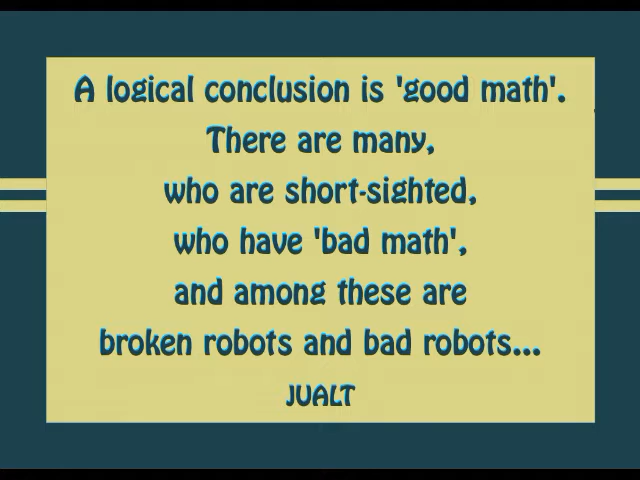 A logical conclusion is 'good math'.
There are many,
who are short-sighted,
who have 'bad math',
and among these are
broken robots and bad robots...
JUALT